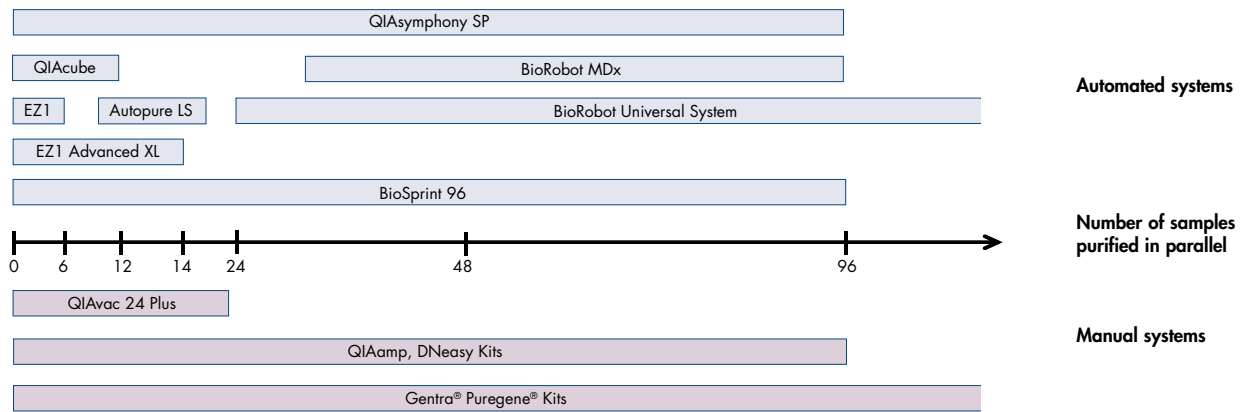 QIAsymphony SP
QIAcube
BioRobot MDx
Automated systems
EZ1
Autopure LS
BioRobot Universal System
EZ1 Advanced XL
BioSprint 96
Number of samples
purified in parallel
0 6 12 14 24 48 96
QIAvac 24 Plus
Manual systems
QIAamp, DNeasy Kits
Gentra® Puregene® Kits